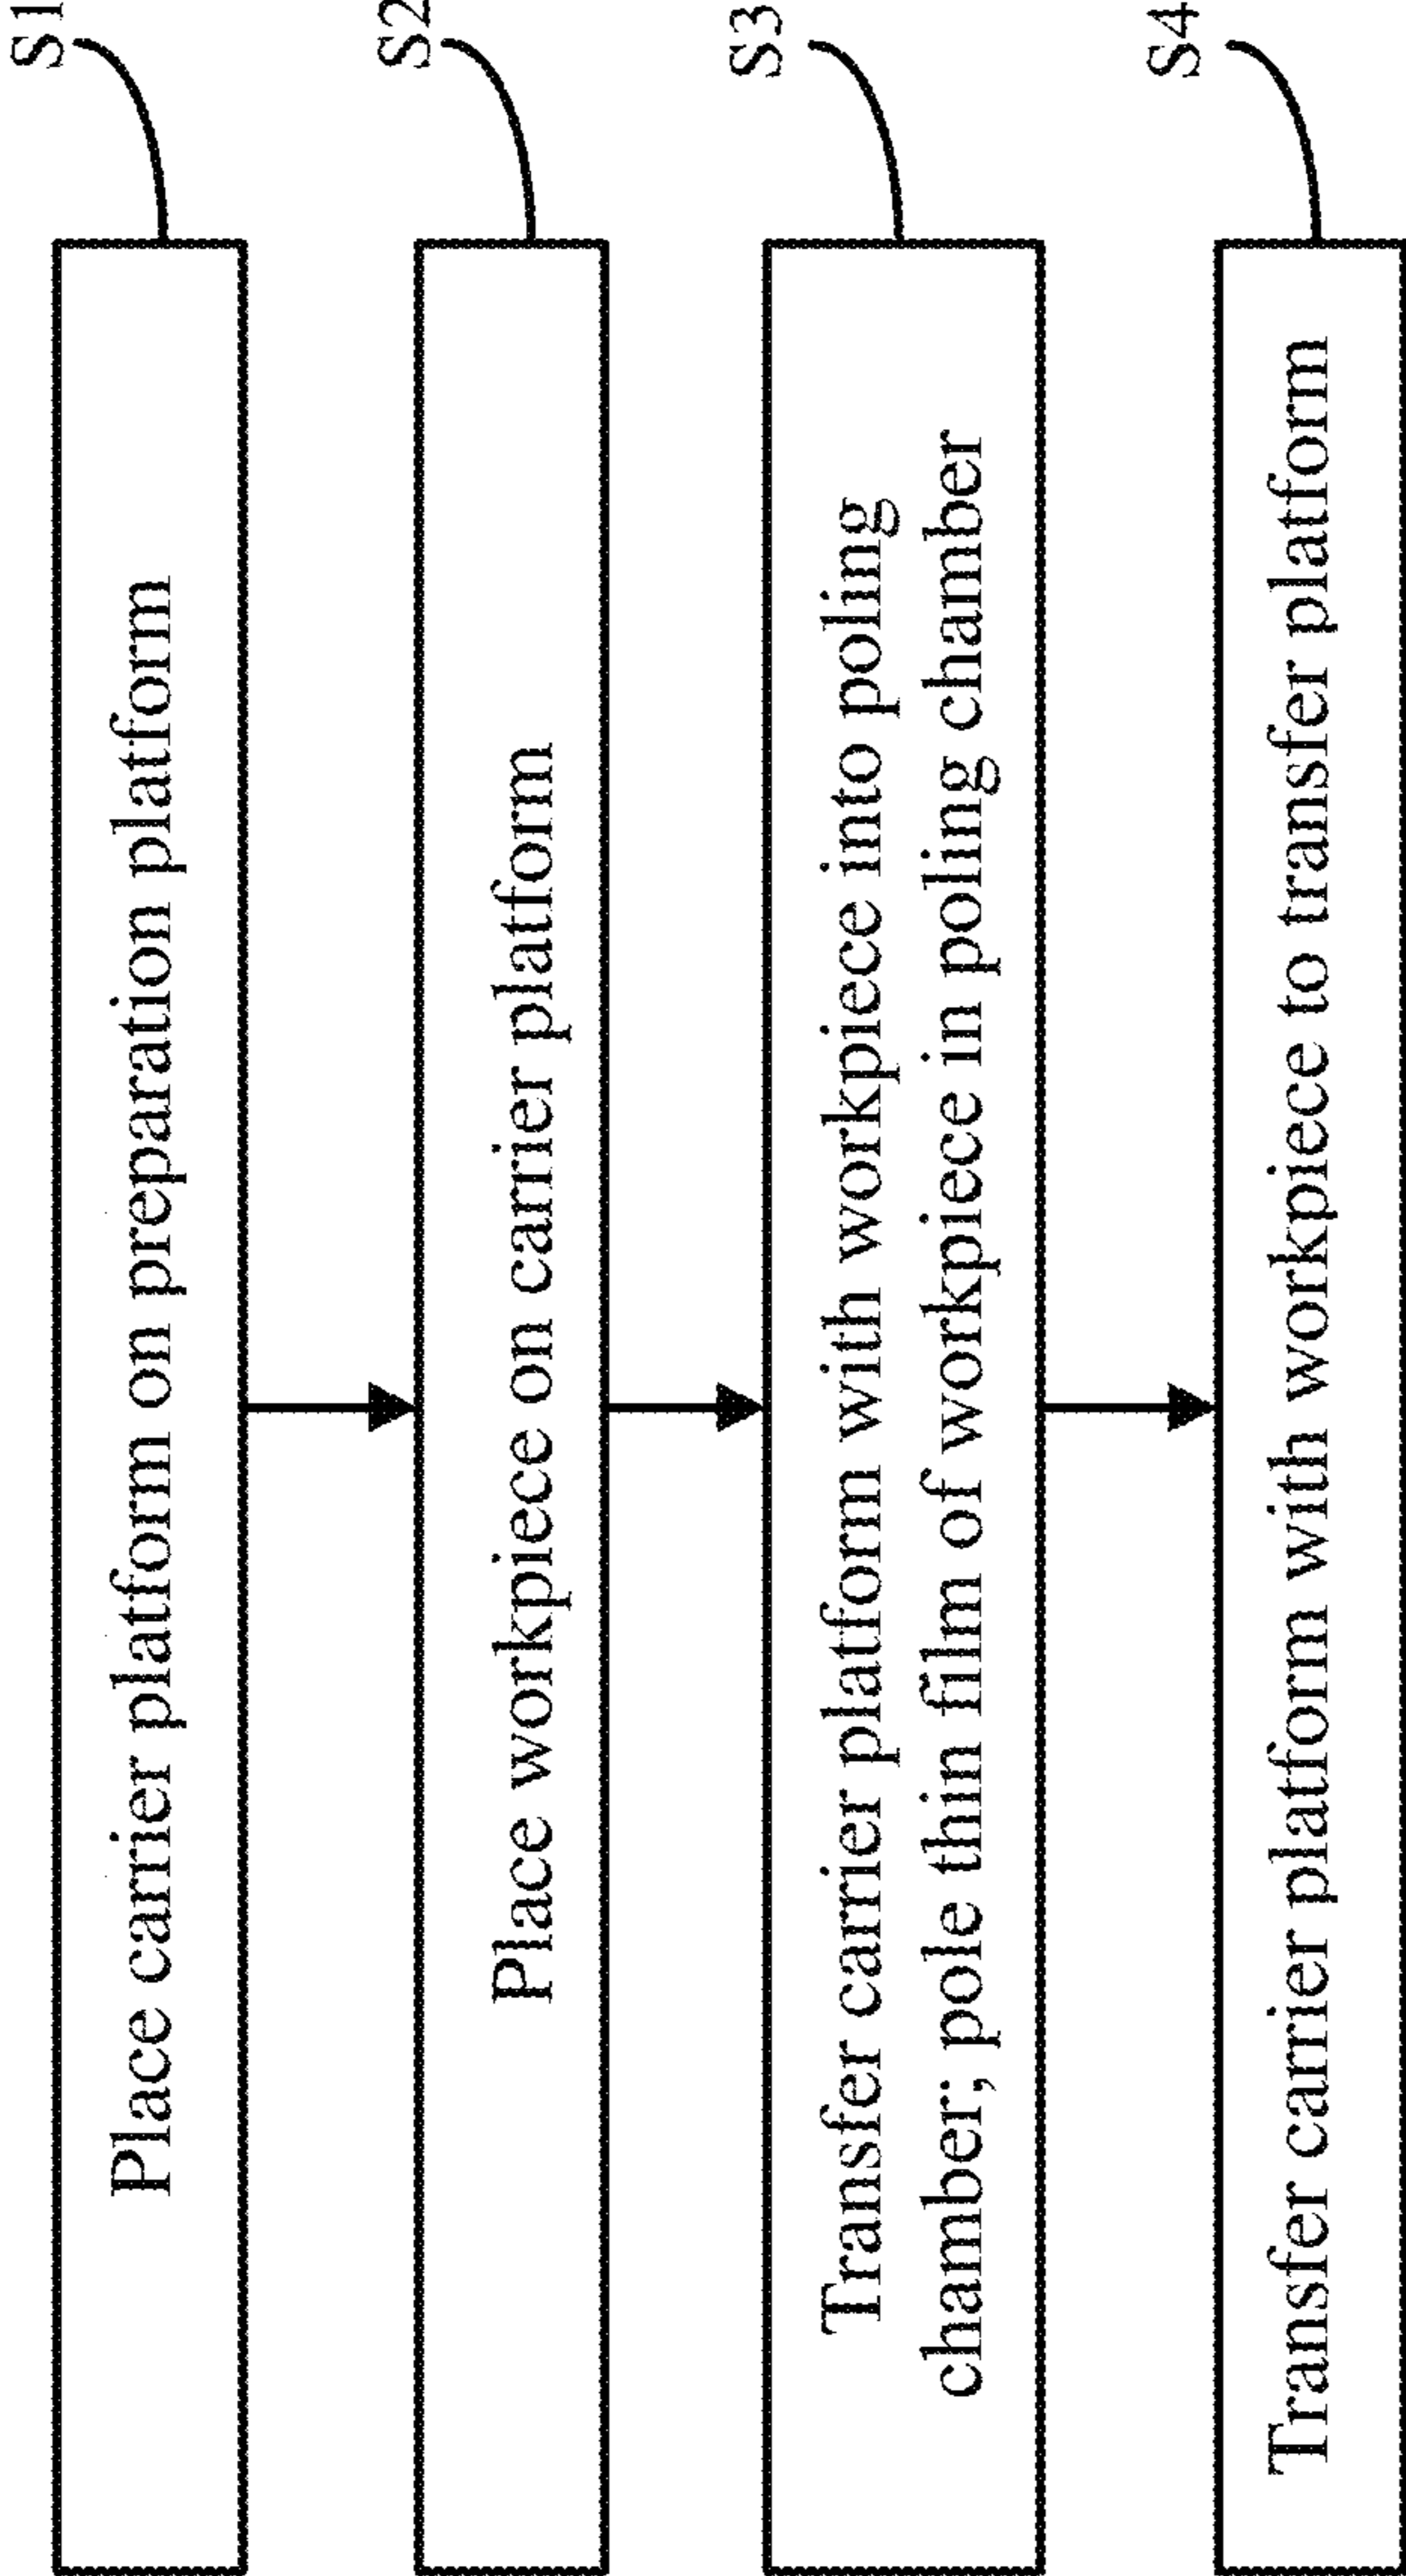 S1
Place carrier platform on preparation platform
S2
Place workpiece on carrier platform
S3
Transfer carrier platform with workpiece into poling
chamber; pole thin film of workpiece in poling chamber
S4
Transfer carrier platform with workpiece to transfer platform